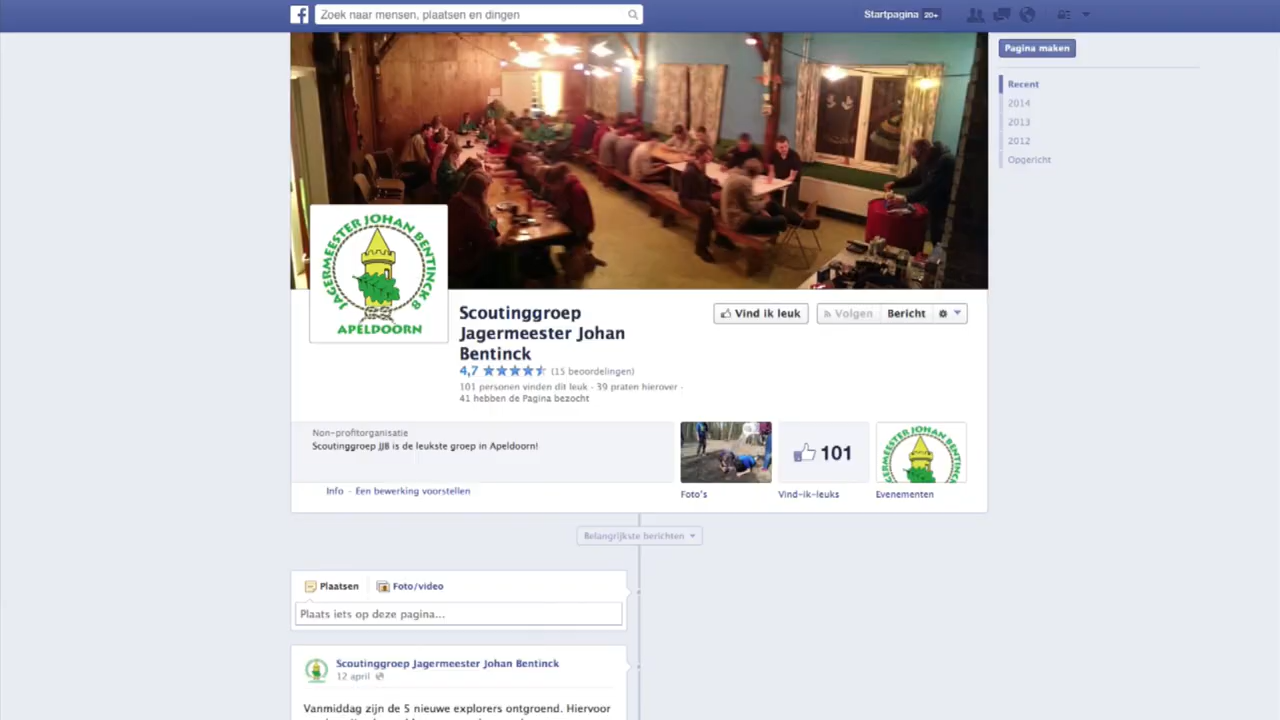 Zoek naar mensen, plaatsen en dingen
Startpagina 20+
Pagina maken
Recent
2014
2013
2012
Opgericht
JAGERMEESTER JOHAN BENTINCK8
APELDOORN
Scoutinggroep
Jagermeester Johan
Bentinck
Vind ik leuk
Volgen
Bericht
4,7 (15 beoordelingen)
101 personen vinden dit leuk · 39 praten hierover ·
41 hebben de Pagina bezocht
Non-profitorganisatie
Scoutinggroep JJB is de leukste groep in Apeldoorn!
Info - Een bewerking voorstellen
101
JAGERMEESTER JOHAN BENTINCK
Foto's
Vind-ik-leuks
Evenementen
Belangrijkste berichten
Plaatsen
Foto/video
Plaats iets op deze pagina...
Scoutinggroep Jagermeester Johan Bentinck
12 april
Vanmiddag zijn de 5 nieuwe explorers ontgroend. Hiervoor